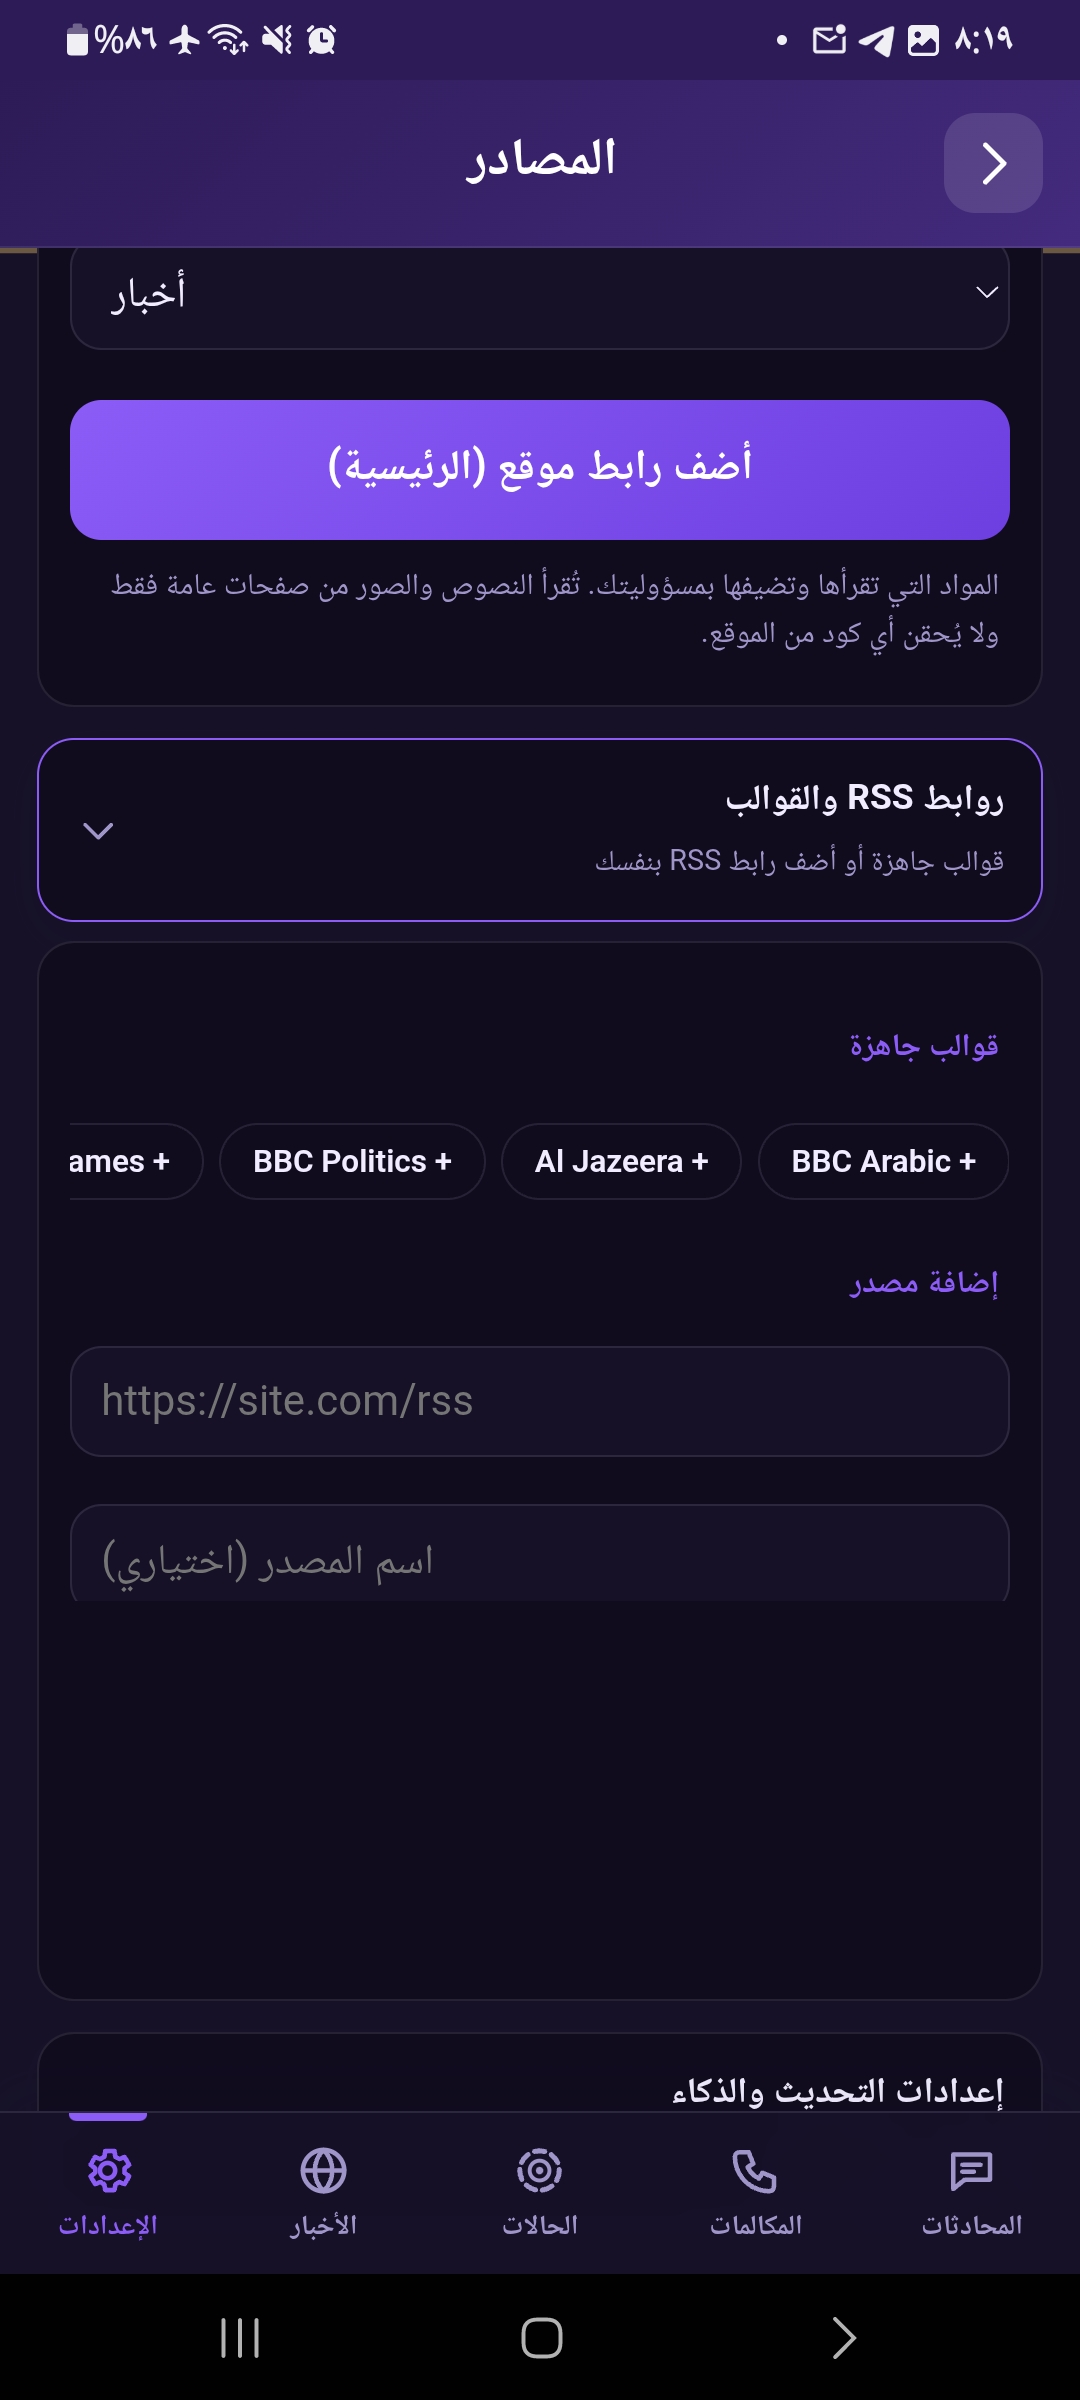 ٨:١٩
%٨٦
المصادر
أخبار
أضف رابط موقع (الرئيسية)
المواد التي تقرأها وتضيفها بمسؤوليتك. تُقرأ النصوص والصور من صفحات عامة فقط
ولا يُحقن أي كود من الموقع.
روابط RSS والقوالب
قوالب جاهزة أو أضف رابط RSS بنفسك
قوالب جاهزة
BBC Arabic +
Al Jazeera +
BBC Politics +
ames +
إضافة مصدر
https://site.com/rss
اسم المصدر (اختياري)
إعدادات التحديث والذكاء
المحادثات
المكالمات
الحالات
الأخبار
الإعدادات